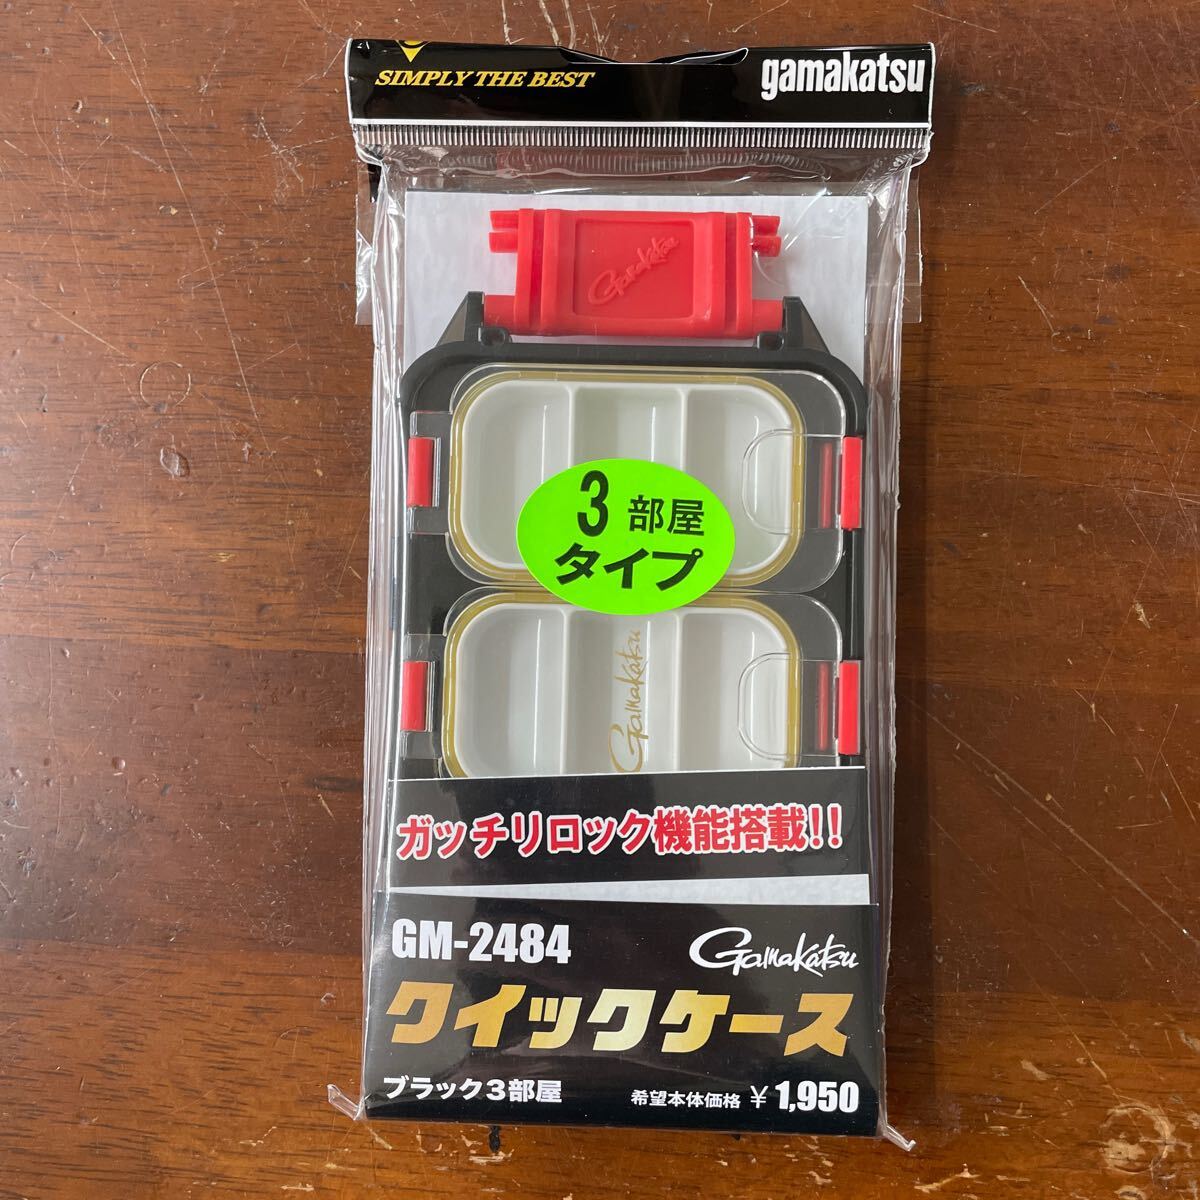 SIMPLY THE BEST
gamakatsu
Gamakatsu
3部屋
タイプ
Gamakatsu
ガッチリロック機能搭載!!
GM-2484
Gamakatsu
クイックケース
ブラック3部屋
希望本体価格 ¥ 1,950